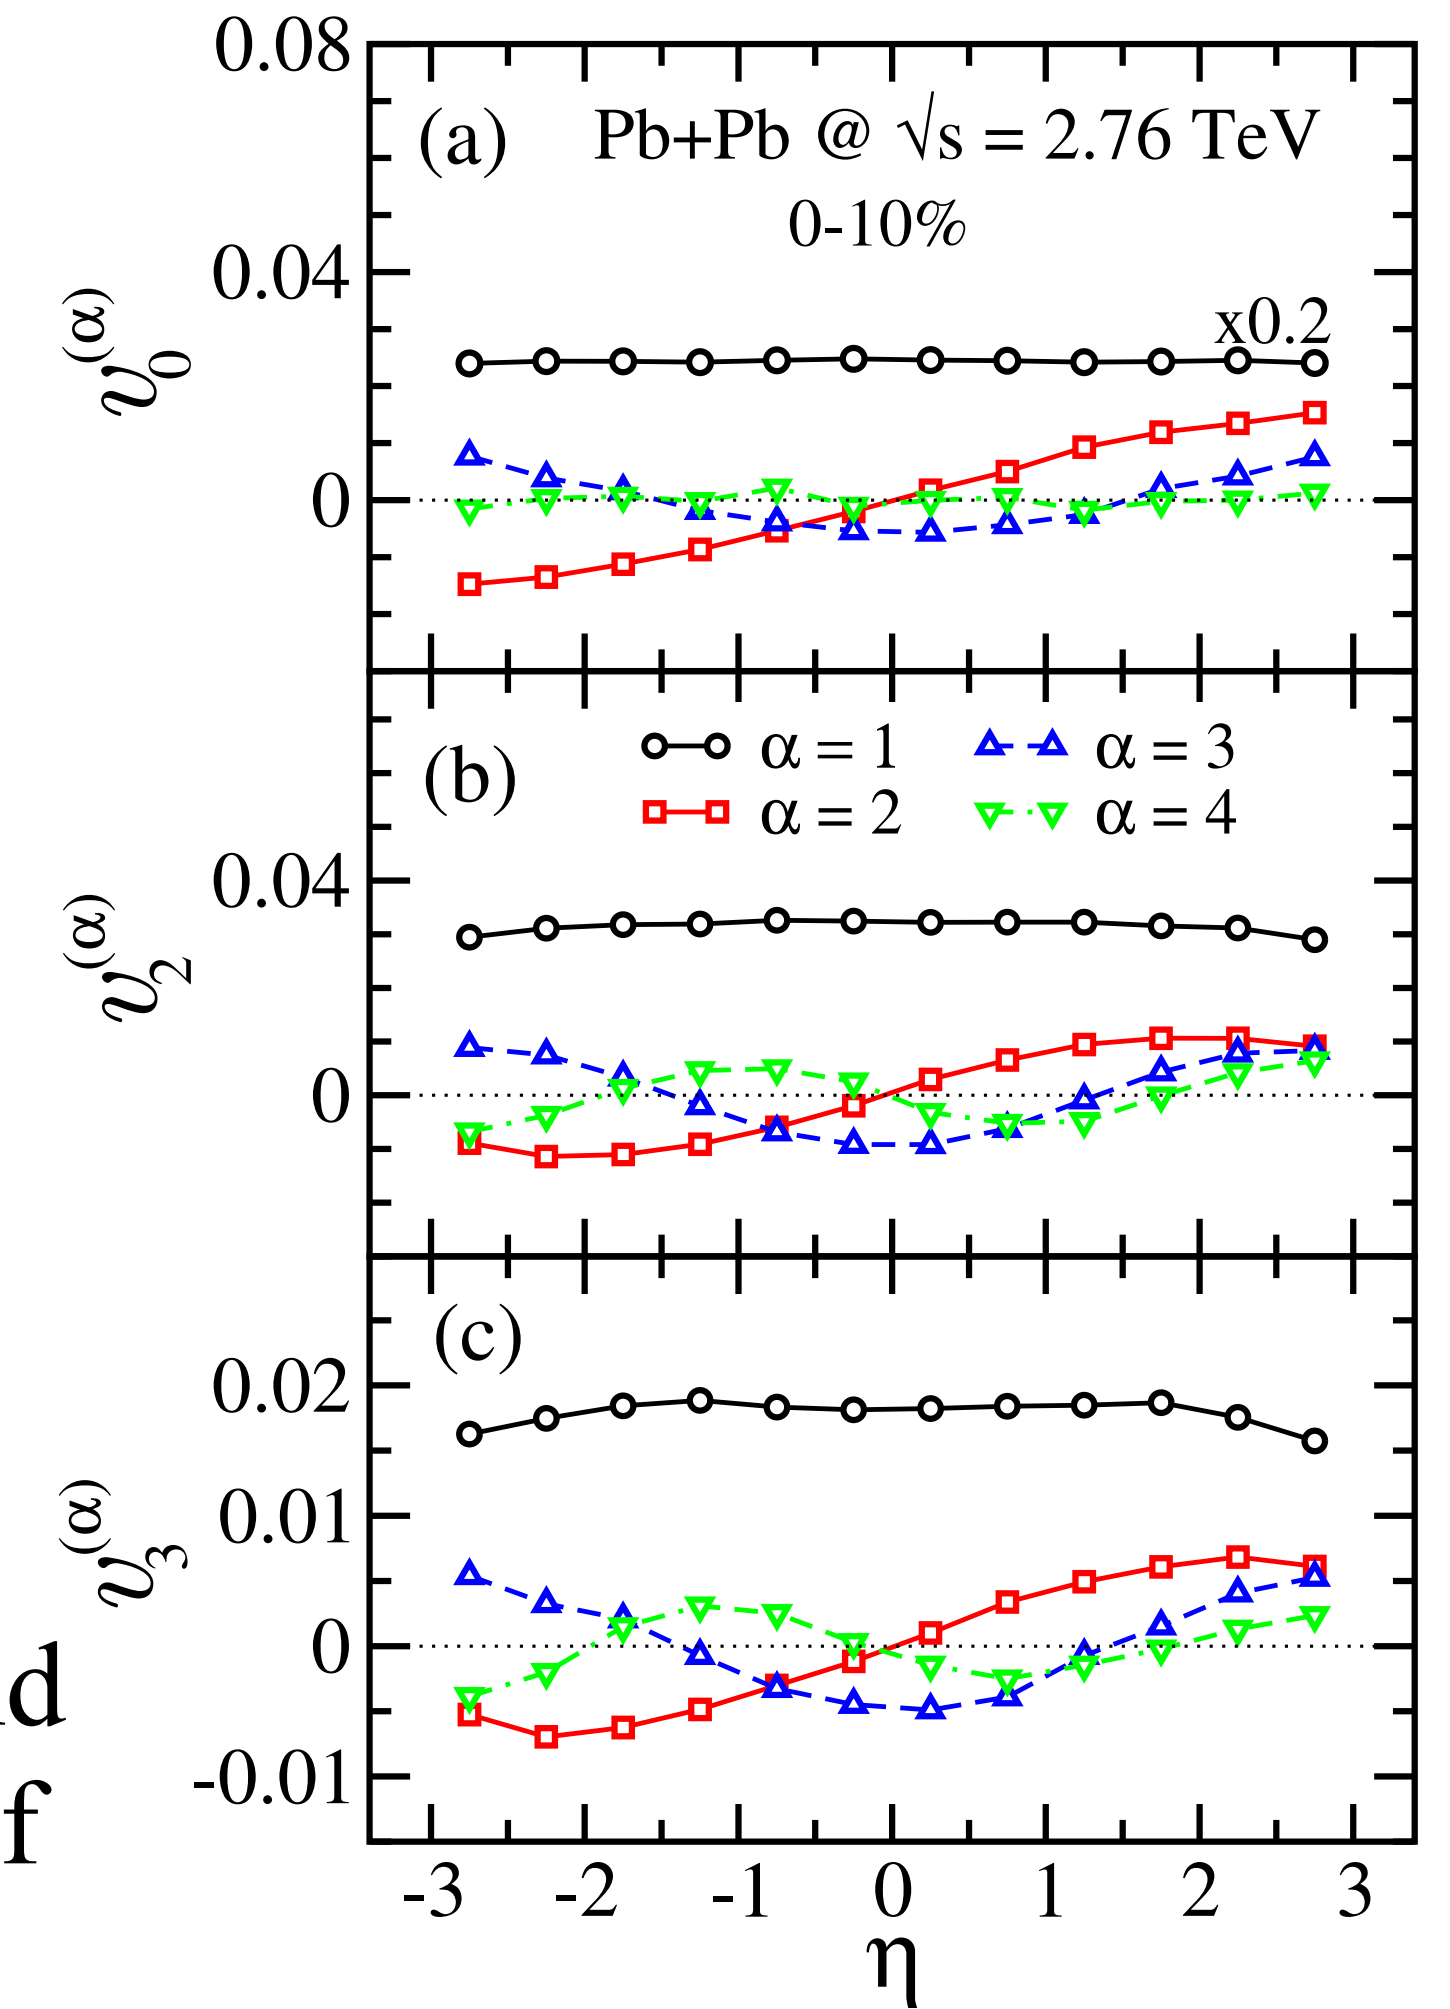 0.08
(a) Pb+Pb @ √s = 2.76 TeV
0-10%
0.04
x0.2
v₀⁽ᵅ⁾
0
(b)
α = 1 α = 3
α = 2 α = 4
0.04
v₂⁽ᵅ⁾
0
(c)
0.02
0.01
v₃⁽ᵅ⁾
0
d
-0.01
f
-3 -2 -1 0 1 2 3
η